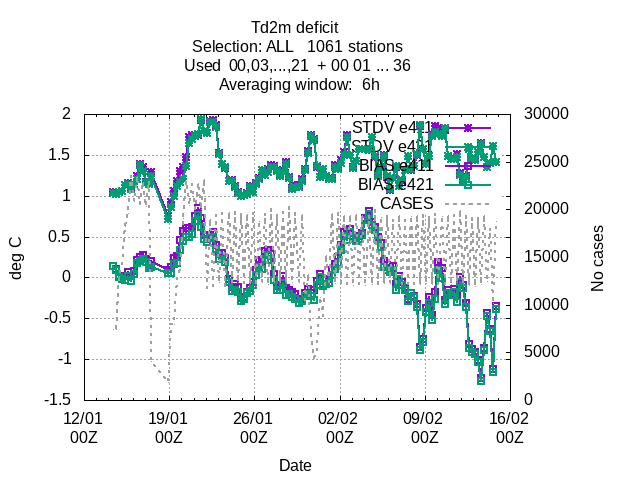 Td2m deficit
Selection: ALL   1061 stations
Used  00,03,...,21  + 00 01 ... 36
Averaging window:  6h
2
1.5
1
0.5
0
-0.5
-1
-1.5
30000
25000
20000
15000
10000
5000
0
deg C
No cases
STDV e411
STDV e421
BIAS e411
BIAS e421
CASES
12/01 19/01 26/01 02/02 09/02 16/02
00Z 00Z 00Z 00Z 00Z 00Z
Date